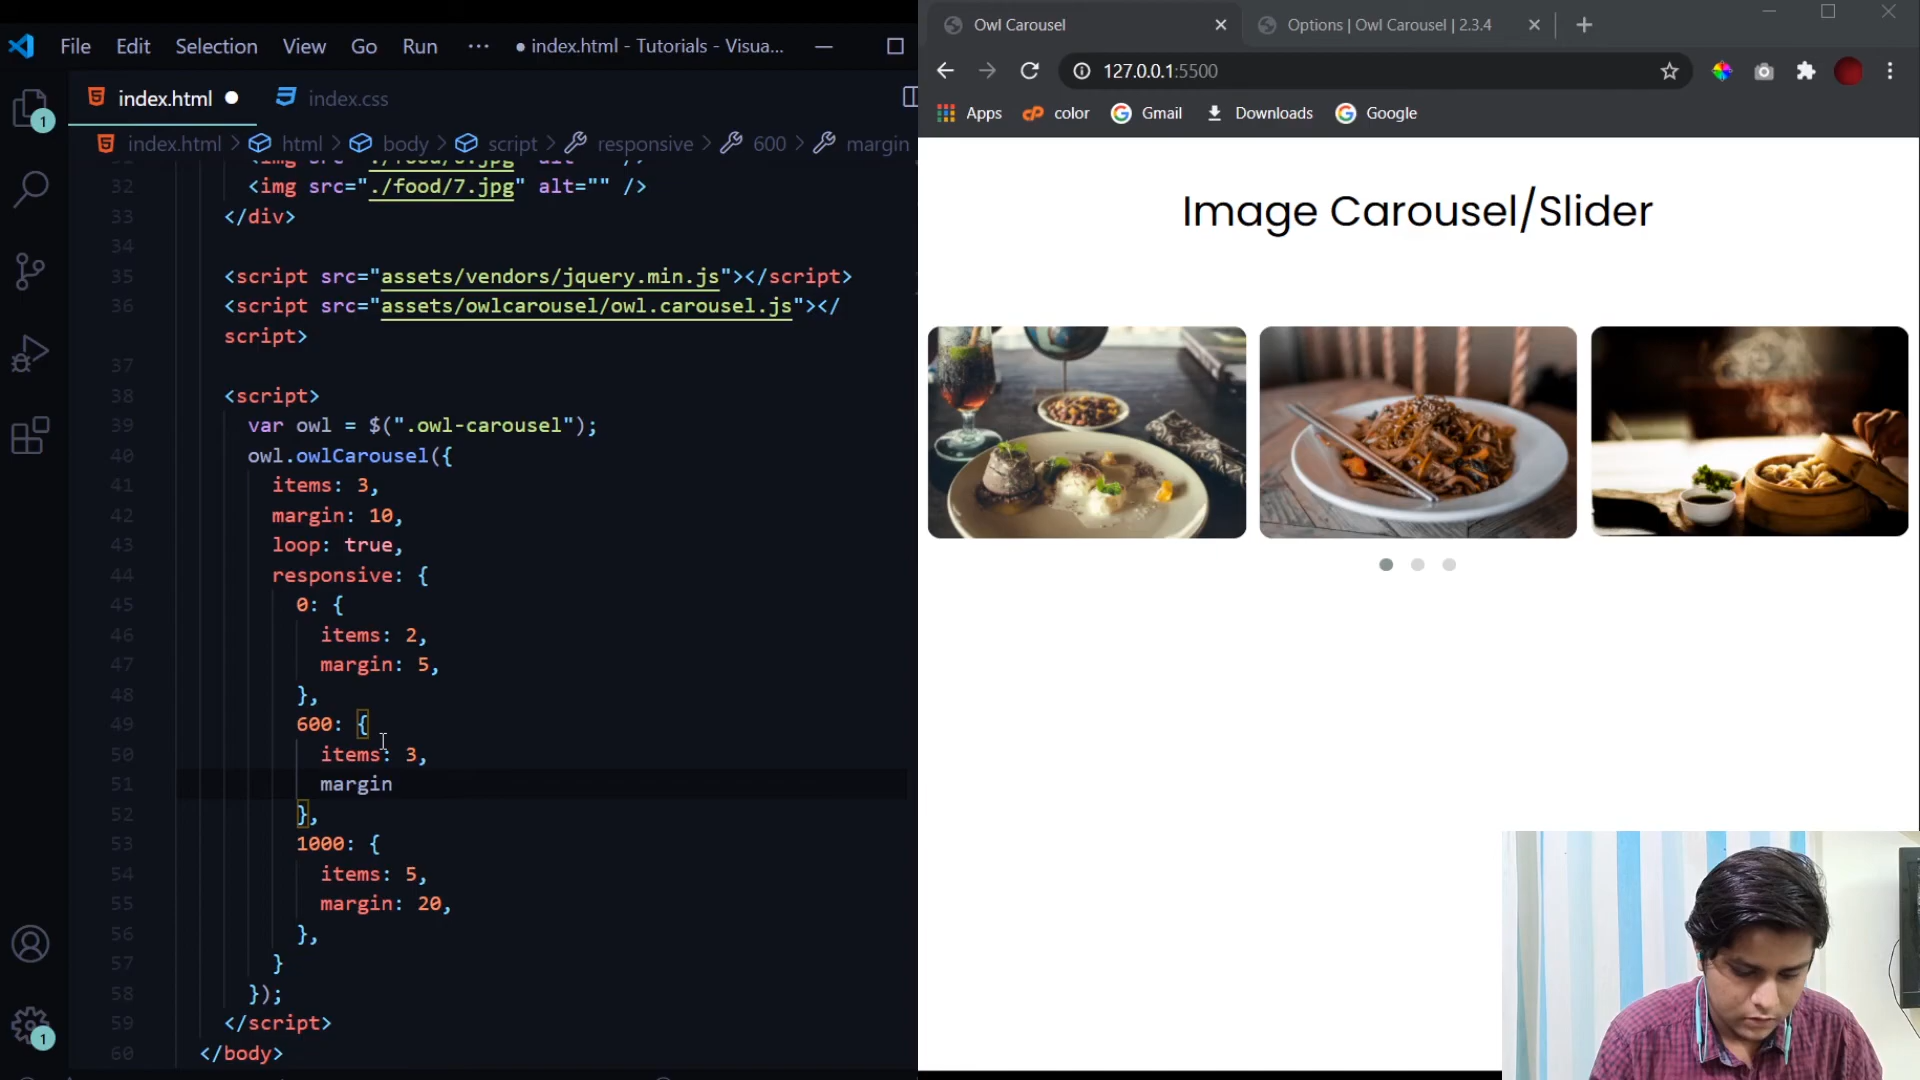 File Edit Selection View Go Run ··· ● index.html - Tutorials - Visua...
index.html ● index.css
index.html > html > body > script > responsive > 600 > margin
32 <img src="./food/7.jpg" alt="" />
33 </div>
34
35 <script src="assets/vendors/jquery.min.js"></script>
36 <script src="assets/owlcarousel/owl.carousel.js"></
script>
37
38 <script>
39 var owl = $(".owl-carousel");
40 owl.owlCarousel({
41 items: 3,
42 margin: 10,
43 loop: true,
44 responsive: {
45 0: {
46 items: 2,
47 margin: 5,
48 },
49 600: {
50 items: 3,
51 margin
52 },
53 1000: {
54 items: 5,
55 margin: 20,
56 },
57 }
58 });
59 </script>
60 </body>
1
1
Owl Carousel
Options | Owl Carousel | 2.3.4
127.0.0.1:5500
Apps color Gmail Downloads Google
Image Carousel/Slider